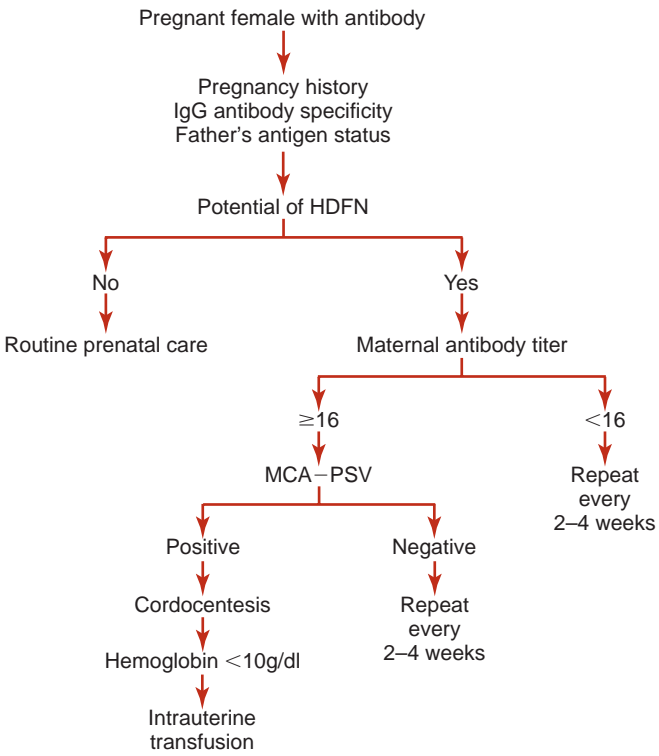 Pregnant female with antibody
Pregnancy history
IgG antibody specificity
Father's antigen status
Potential of HDFN
No
Yes
Routine prenatal care
Maternal antibody titer
≥16
<16
MCA−PSV
Repeat
every
2–4 weeks
Positive
Negative
Cordocentesis
Repeat
every
2–4 weeks
Hemoglobin <10g/dl
Intrauterine
transfusion